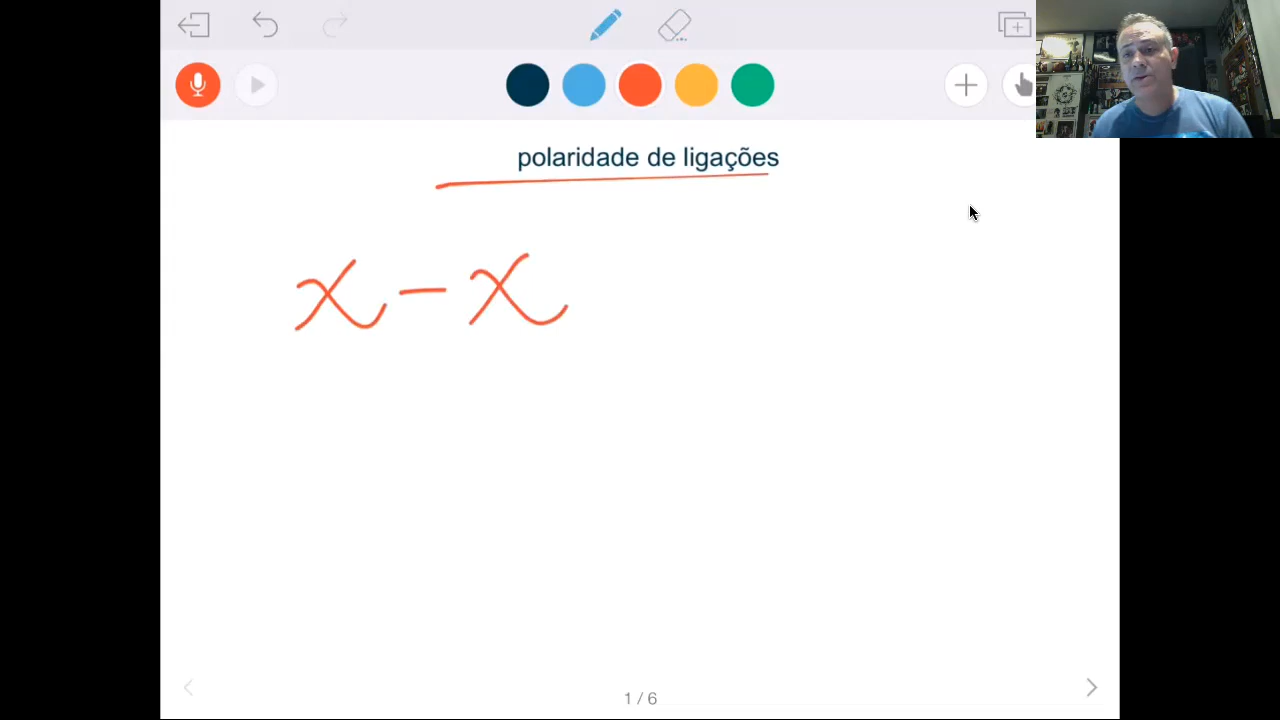 polaridade de ligações
x - x
1 / 6